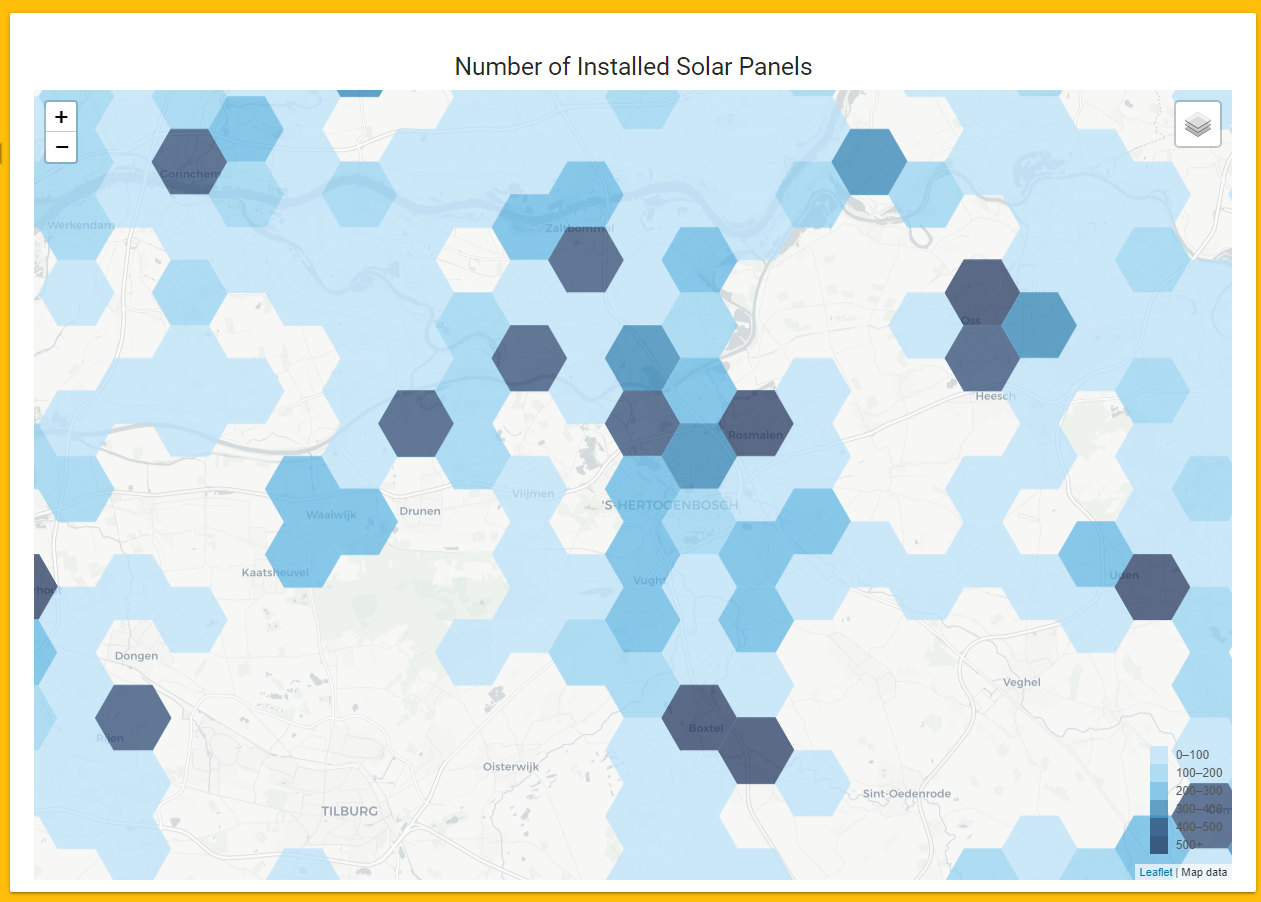 Number of Installed Solar Panels
+
−
Gorinchem
Werkendam
Zaltbommel
Oss
Heesch
Rosmalen
Vlijmen
'S-HERTOGENBOSCH
Waalwijk
Drunen
Kaatsheuvel
Vught
Uden
hout
Dongen
Veghel
Rijen
Boxtel
Oisterwijk
Sint-Oedenrode
TILBURG
0–100
100–200
200–300
300–400
400–500
500+
Leaflet | Map data